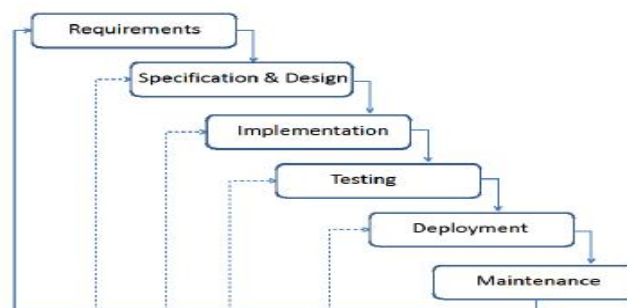 Requirements
Specification & Design
Implementation
Testing
Deployment
Maintenance